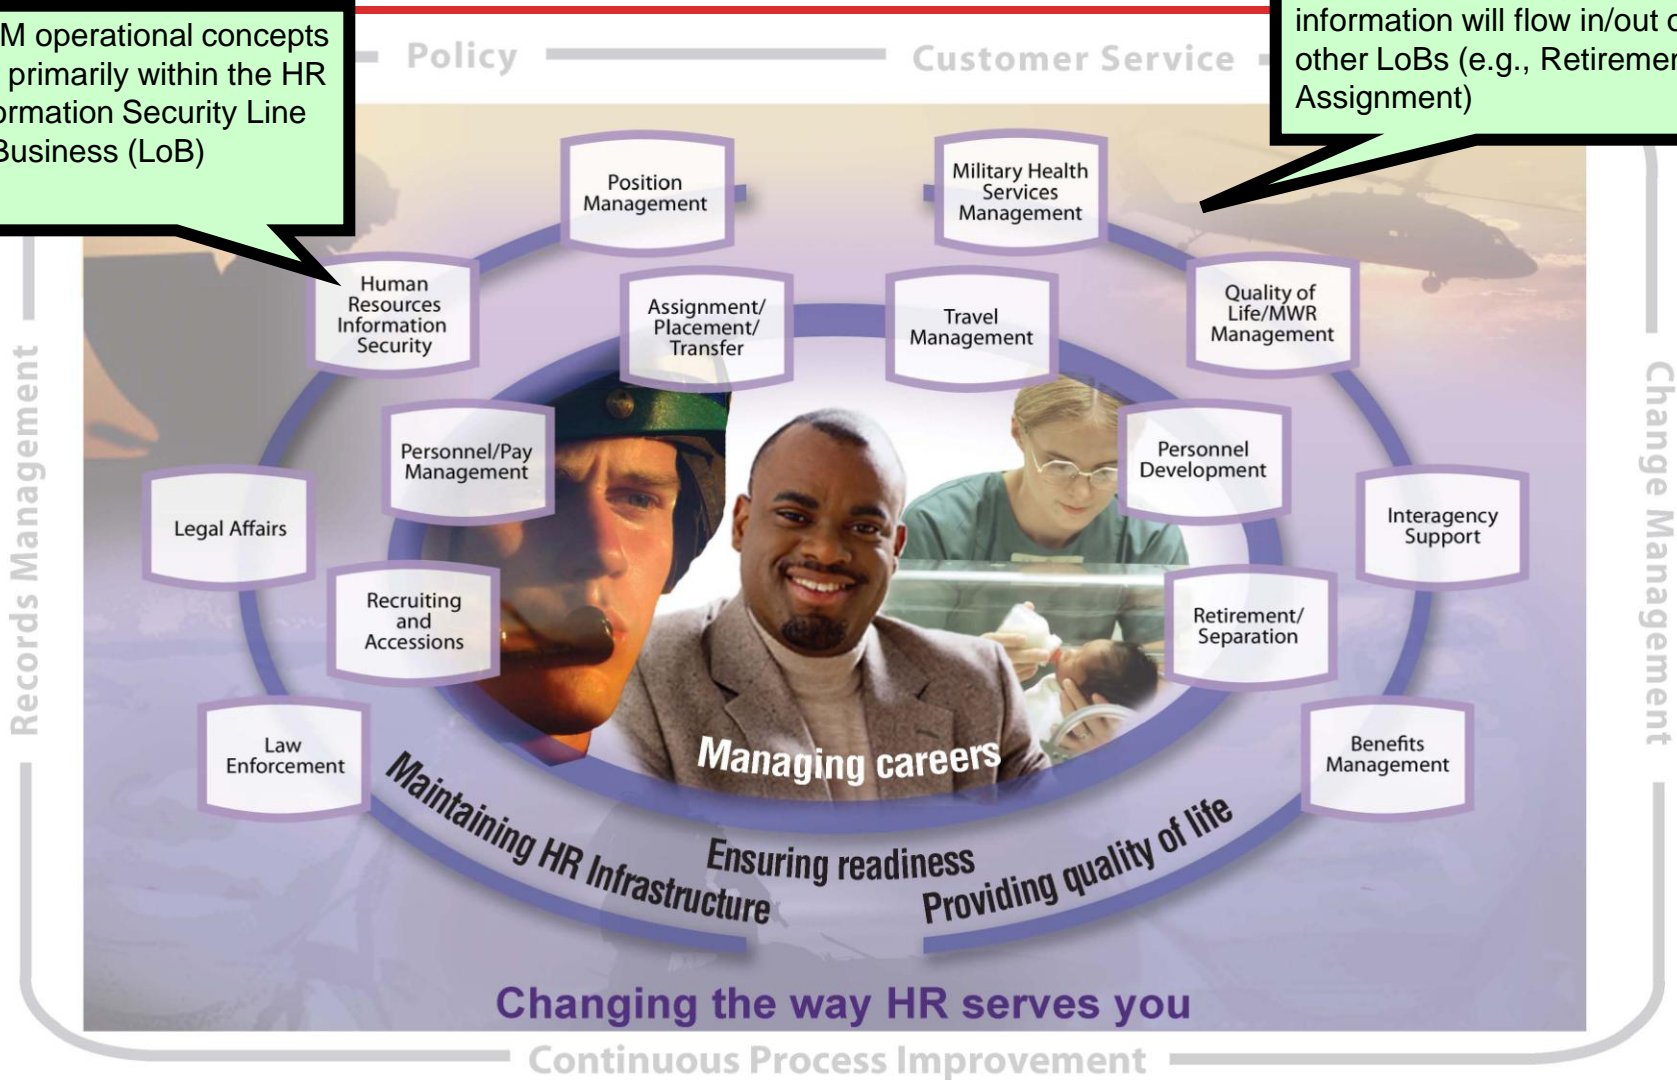 M operational concepts
primarily within the HR
ormation Security Line
Business (LoB)
Policy
Customer Service
information will flow in/out
other LoBs (e.g., Retiremen
Assignment)
Position
Management
Military Health
Services
Management
Human
Resources
Information
Security
Assignment/
Placement/
Transfer
Travel
Management
Quality of
Life/MWR
Management
Personnel/Pay
Management
Personnel
Development
Legal Affairs
Interagency
Support
Recruiting
and
Accessions
Retirement/
Separation
Law
Enforcement
Benefits
Management
Managing careers
Maintaining HR Infrastructure
Ensuring readiness
Providing quality of life
Changing the way HR serves you
Records Management
Change Management
Continuous Process Improvement